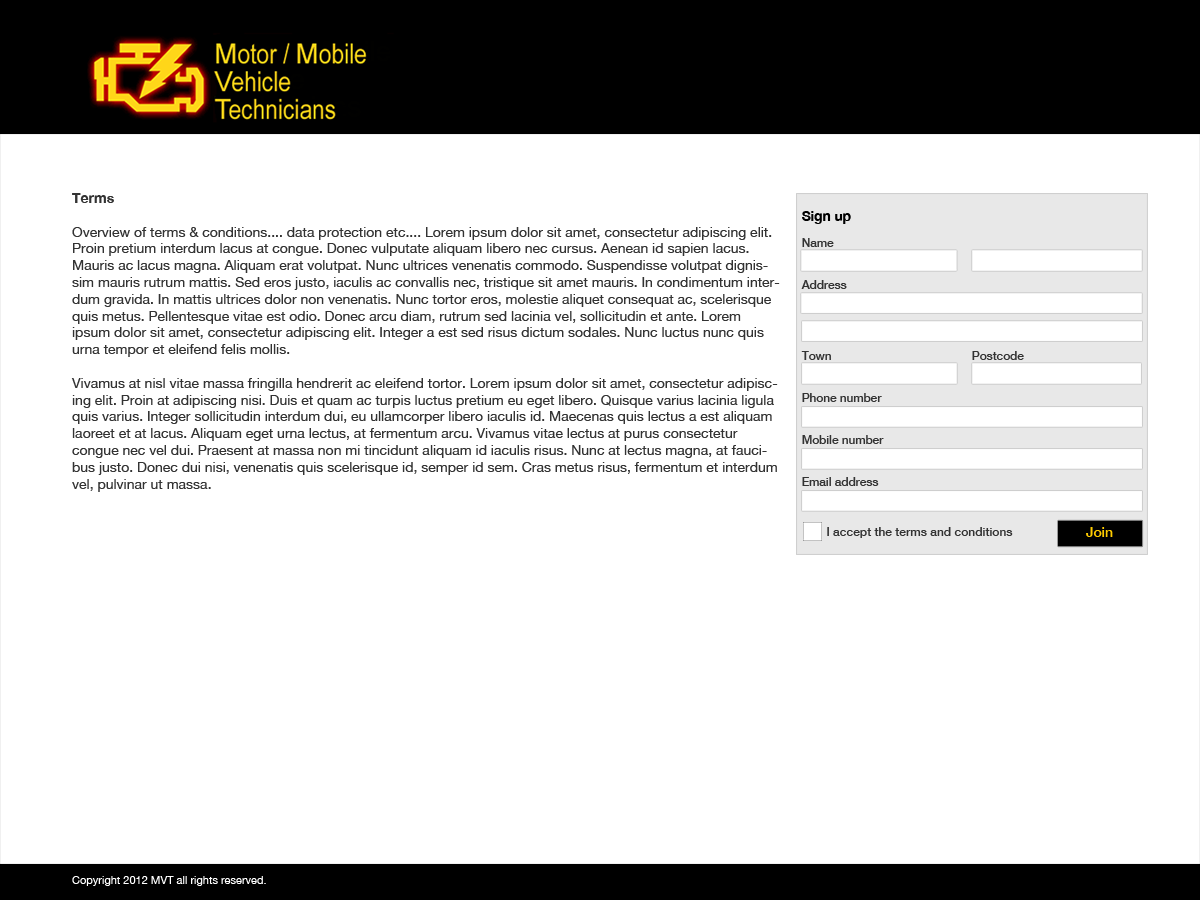 Motor / Mobile
Vehicle
Technicians
Terms
Overview of terms & conditions.... data protection etc.... Lorem ipsum dolor sit amet, consectetur adipiscing elit.
Proin pretium interdum lacus at congue. Donec vulputate aliquam libero nec cursus. Aenean id sapien lacus.
Mauris ac lacus magna. Aliquam erat volutpat. Nunc ultrices venenatis commodo. Suspendisse volutpat dignis-
sim mauris rutrum mattis. Sed eros justo, iaculis ac convallis nec, tristique sit amet mauris. In condimentum inter-
dum gravida. In mattis ultrices dolor non venenatis. Nunc tortor eros, molestie aliquet consequat ac, scelerisque
quis metus. Pellentesque vitae est odio. Donec arcu diam, rutrum sed lacinia vel, sollicitudin et ante. Lorem
ipsum dolor sit amet, consectetur adipiscing elit. Integer a est sed risus dictum sodales. Nunc luctus nunc quis
urna tempor et eleifend felis mollis.
Vivamus at nisl vitae massa fringilla hendrerit ac eleifend tortor. Lorem ipsum dolor sit amet, consectetur adipisc-
ing elit. Proin at adipiscing nisi. Duis et quam ac turpis luctus pretium eu eget libero. Quisque varius lacinia ligula
quis varius. Integer sollicitudin interdum dui, eu ullamcorper libero iaculis id. Maecenas quis lectus a est aliquam
laoreet et at lacus. Aliquam eget urna lectus, at fermentum arcu. Vivamus vitae lectus at purus consectetur
congue nec vel dui. Praesent at massa non mi tincidunt aliquam id iaculis risus. Nunc at lectus magna, at fauci-
bus justo. Donec dui nisi, venenatis quis scelerisque id, semper id sem. Cras metus risus, fermentum et interdum
vel, pulvinar ut massa.
Sign up
Name
Address
Town Postcode
Phone number
Mobile number
Email address
I accept the terms and conditions Join
Copyright 2012 MVT all rights reserved.